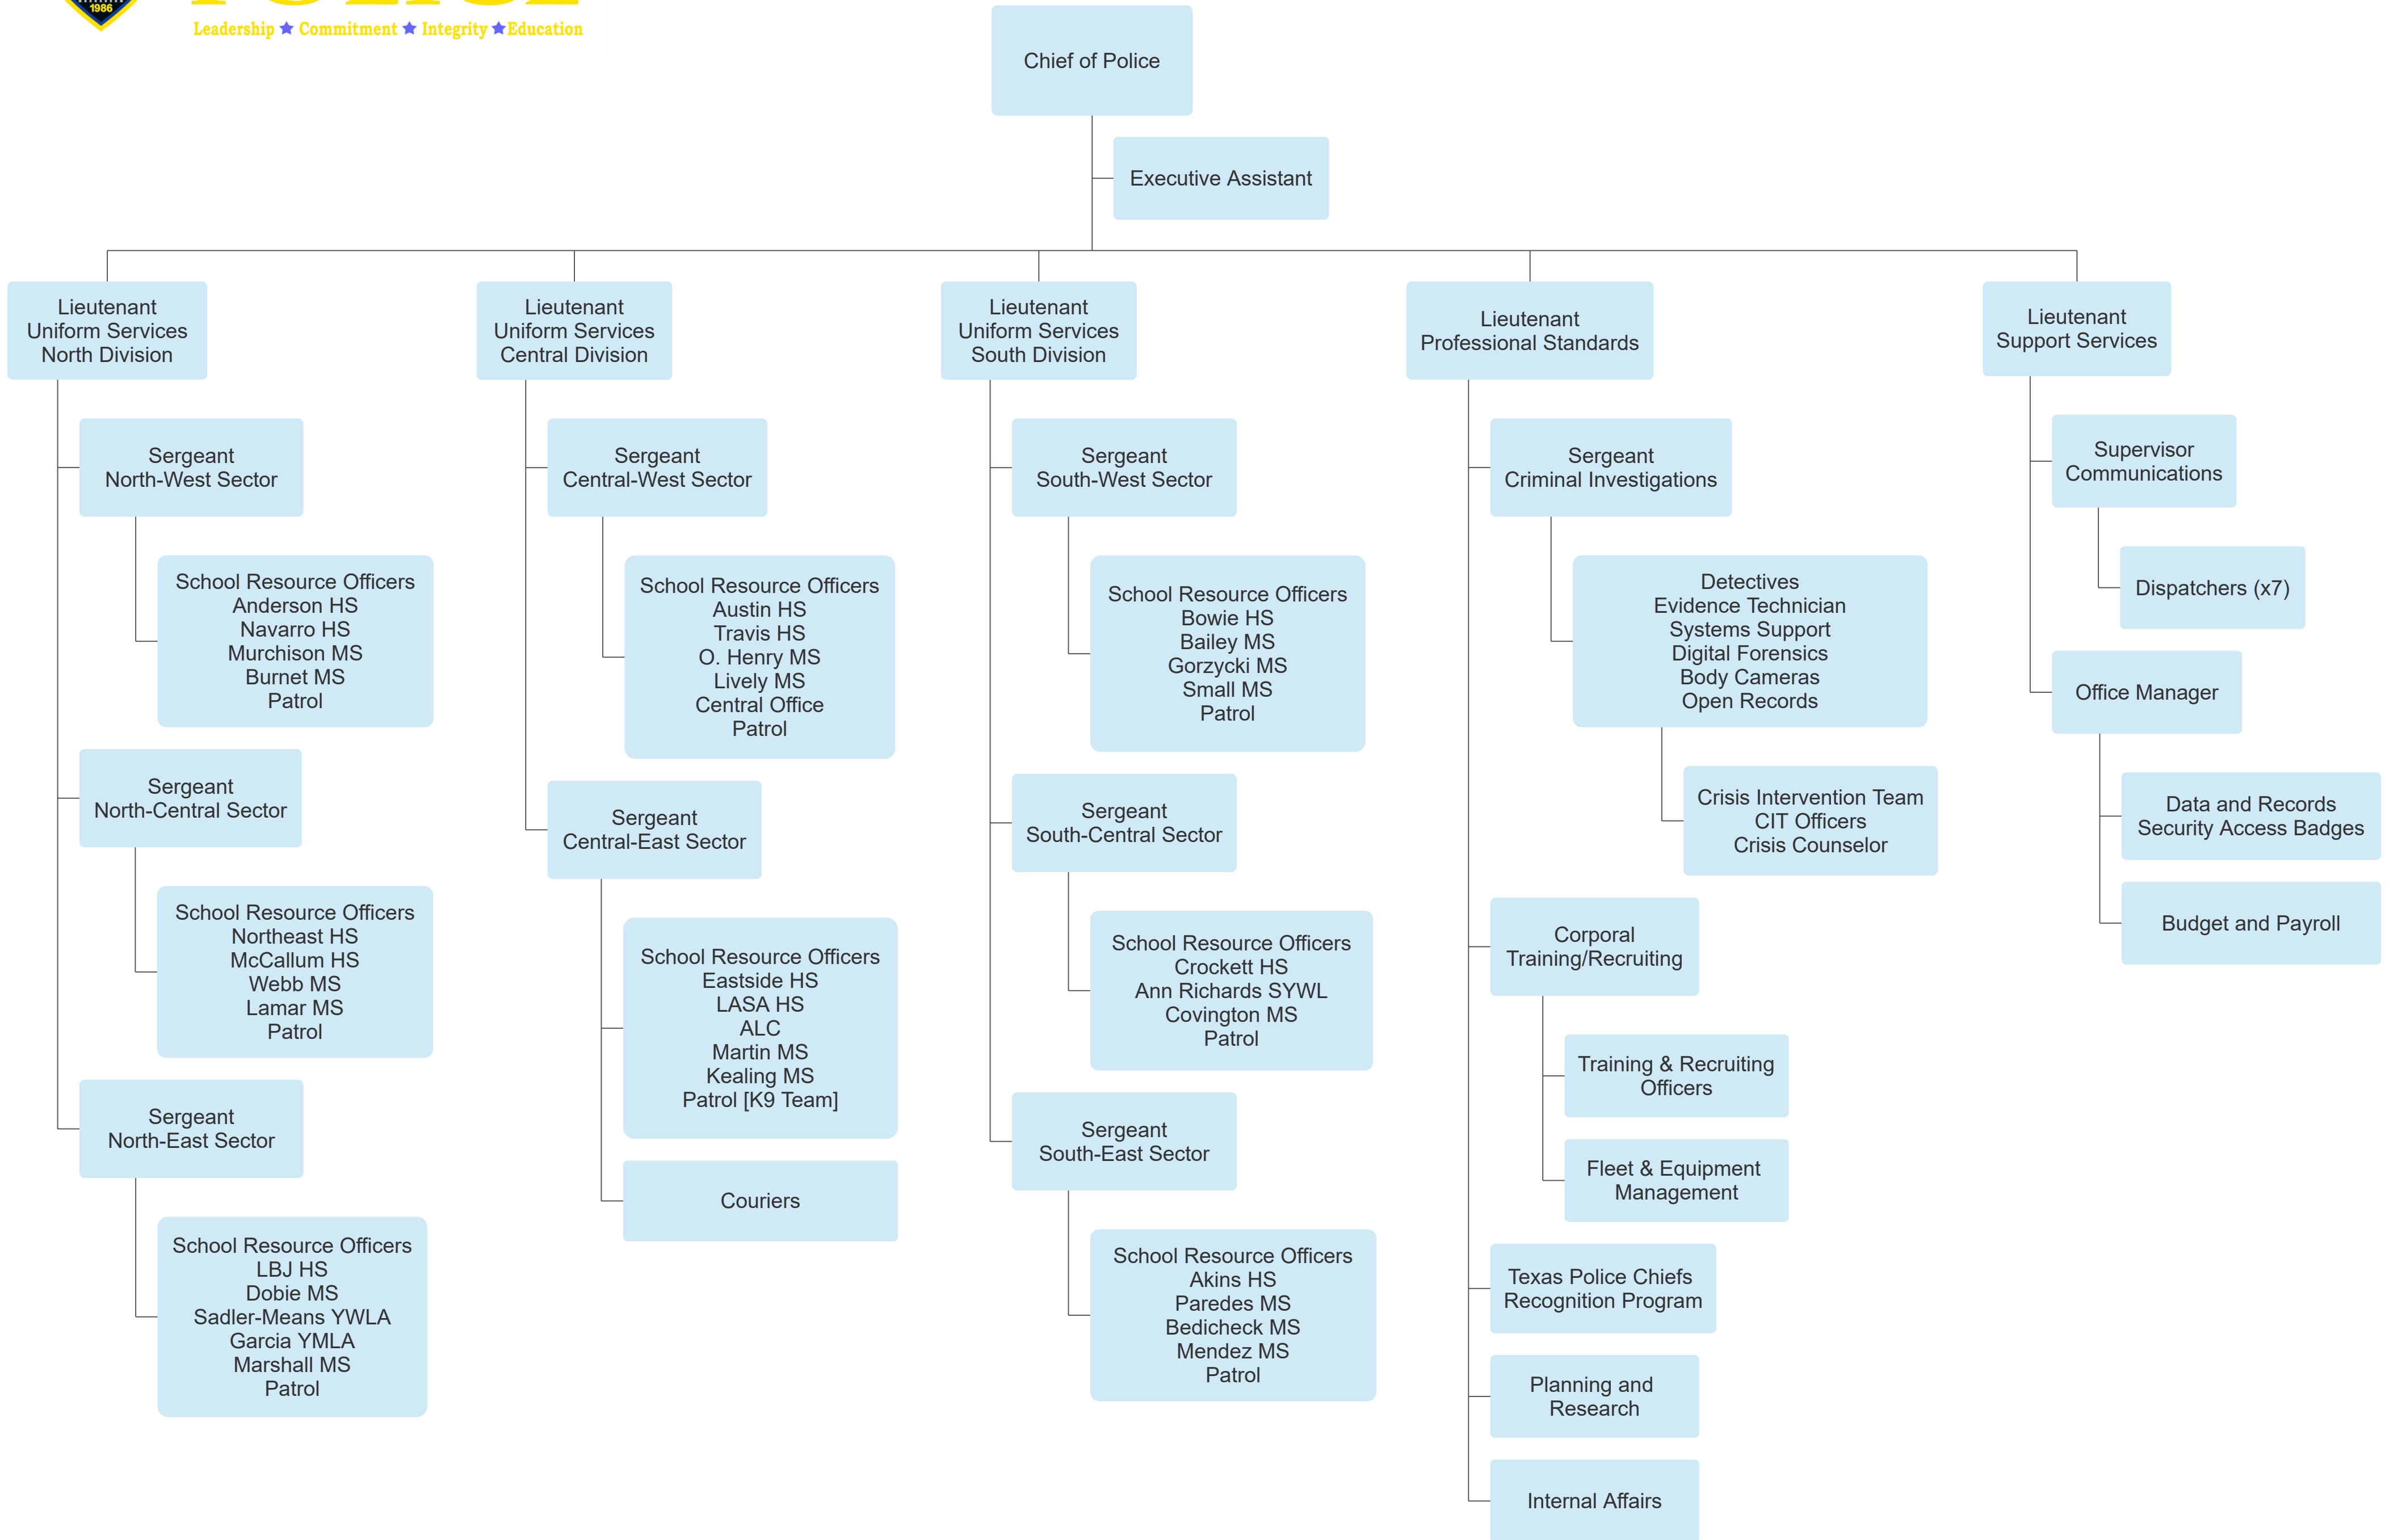 1986
Leadership Commitment Integrity Education
Chief of Police
Executive Assistant
Lieutenant
Uniform Services
North Division
Sergeant
North-West Sector
School Resource Officers
Anderson HS
Navarro HS
Murchison MS
Burnet MS
Patrol
Sergeant
North-Central Sector
School Resource Officers
Northeast HS
McCallum HS
Webb MS
Lamar MS
Patrol
Sergeant
North-East Sector
School Resource Officers
LBJ HS
Dobie MS
Sadler-Means YWLA
Garcia YMLA
Marshall MS
Patrol
Lieutenant
Uniform Services
Central Division
Sergeant
Central-West Sector
School Resource Officers
Austin HS
Travis HS
O. Henry MS
Lively MS
Central Office
Patrol
Sergeant
Central-East Sector
School Resource Officers
Eastside HS
LASA HS
ALC
Martin MS
Kealing MS
Patrol [K9 Team]
Couriers
Lieutenant
Uniform Services
South Division
Sergeant
South-West Sector
School Resource Officers
Bowie HS
Bailey MS
Gorzycki MS
Small MS
Patrol
Sergeant
South-Central Sector
School Resource Officers
Crockett HS
Ann Richards SYWL
Covington MS
Patrol
Sergeant
South-East Sector
School Resource Officers
Akins HS
Paredes MS
Bedicheck MS
Mendez MS
Patrol
Lieutenant
Professional Standards
Sergeant
Criminal Investigations
Detectives
Evidence Technician
Systems Support
Digital Forensics
Body Cameras
Open Records
Crisis Intervention Team
CIT Officers
Crisis Counselor
Corporal
Training/Recruiting
Training & Recruiting
Officers
Fleet & Equipment
Management
Texas Police Chiefs
Recognition Program
Planning and
Research
Internal Affairs
Lieutenant
Support Services
Supervisor
Communications
Dispatchers (x7)
Office Manager
Data and Records
Security Access Badges
Budget and Payroll